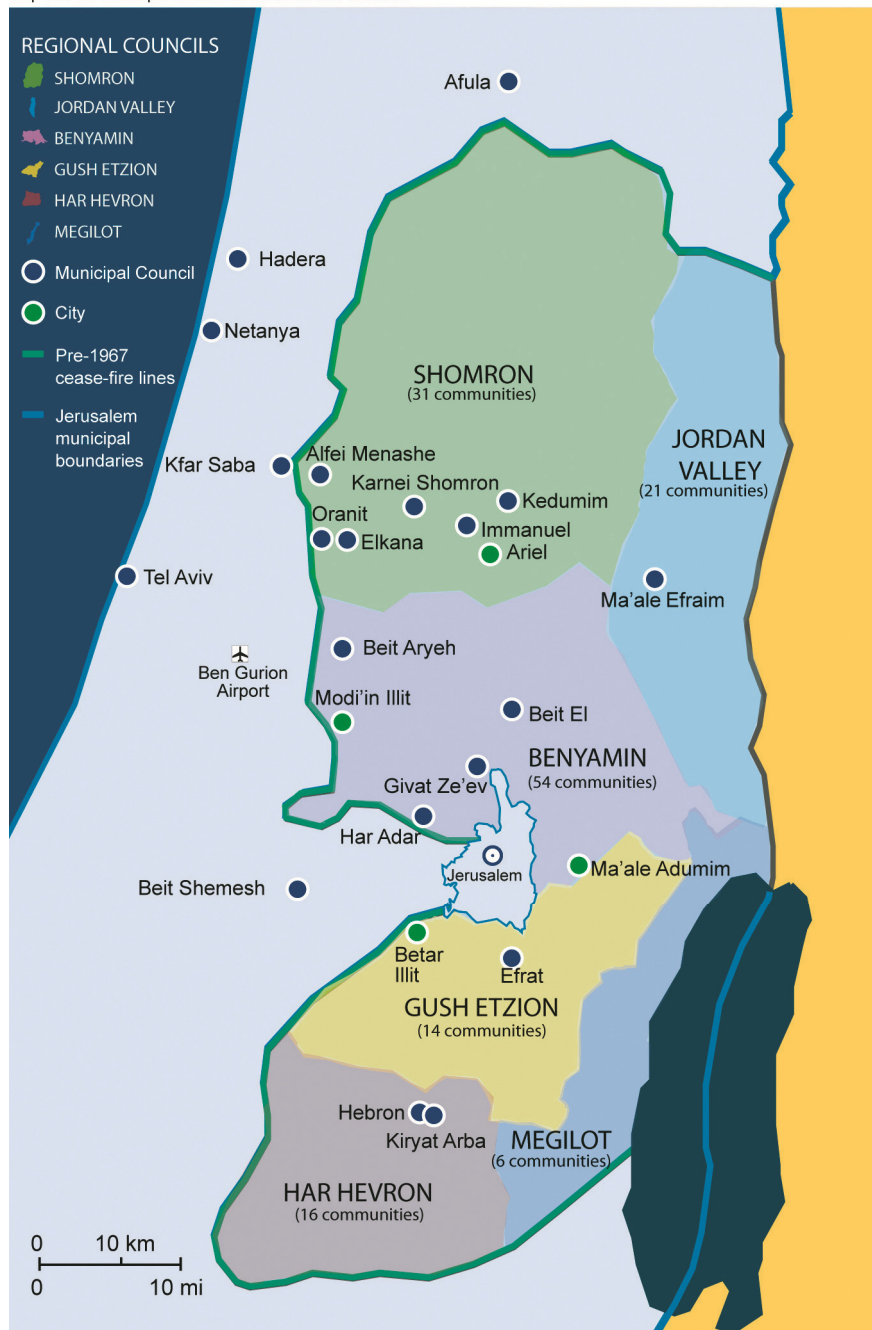 REGIONAL COUNCILS
SHOMRON
JORDAN VALLEY
BENYAMIN
GUSH ETZION
HAR HEVRON
MEGILOT
Municipal Council
City
Pre-1967
cease-fire lines
Jerusalem
municipal
boundaries
Afula
Hadera
Netanya
SHOMRON
(31 communities)
JORDAN
VALLEY
(21 communities)
Kfar Saba
Alfei Menashe
Karnei Shomron
Kedumim
Oranit
Elkana
Immanuel
Ariel
Tel Aviv
Ma'ale Efraim
Ben Gurion
Airport
Beit Aryeh
Modi'in Illit
Beit El
BENYAMIN
(54 communities)
Givat Ze'ev
Har Adar
Jerusalem
Ma'ale Adumim
Beit Shemesh
Betar
Illit
Efrat
GUSH ETZION
(14 communities)
Hebron
Kiryat Arba
MEGILOT
(6 communities)
HAR HEVRON
(16 communities)
0 10 km
0 10 mi